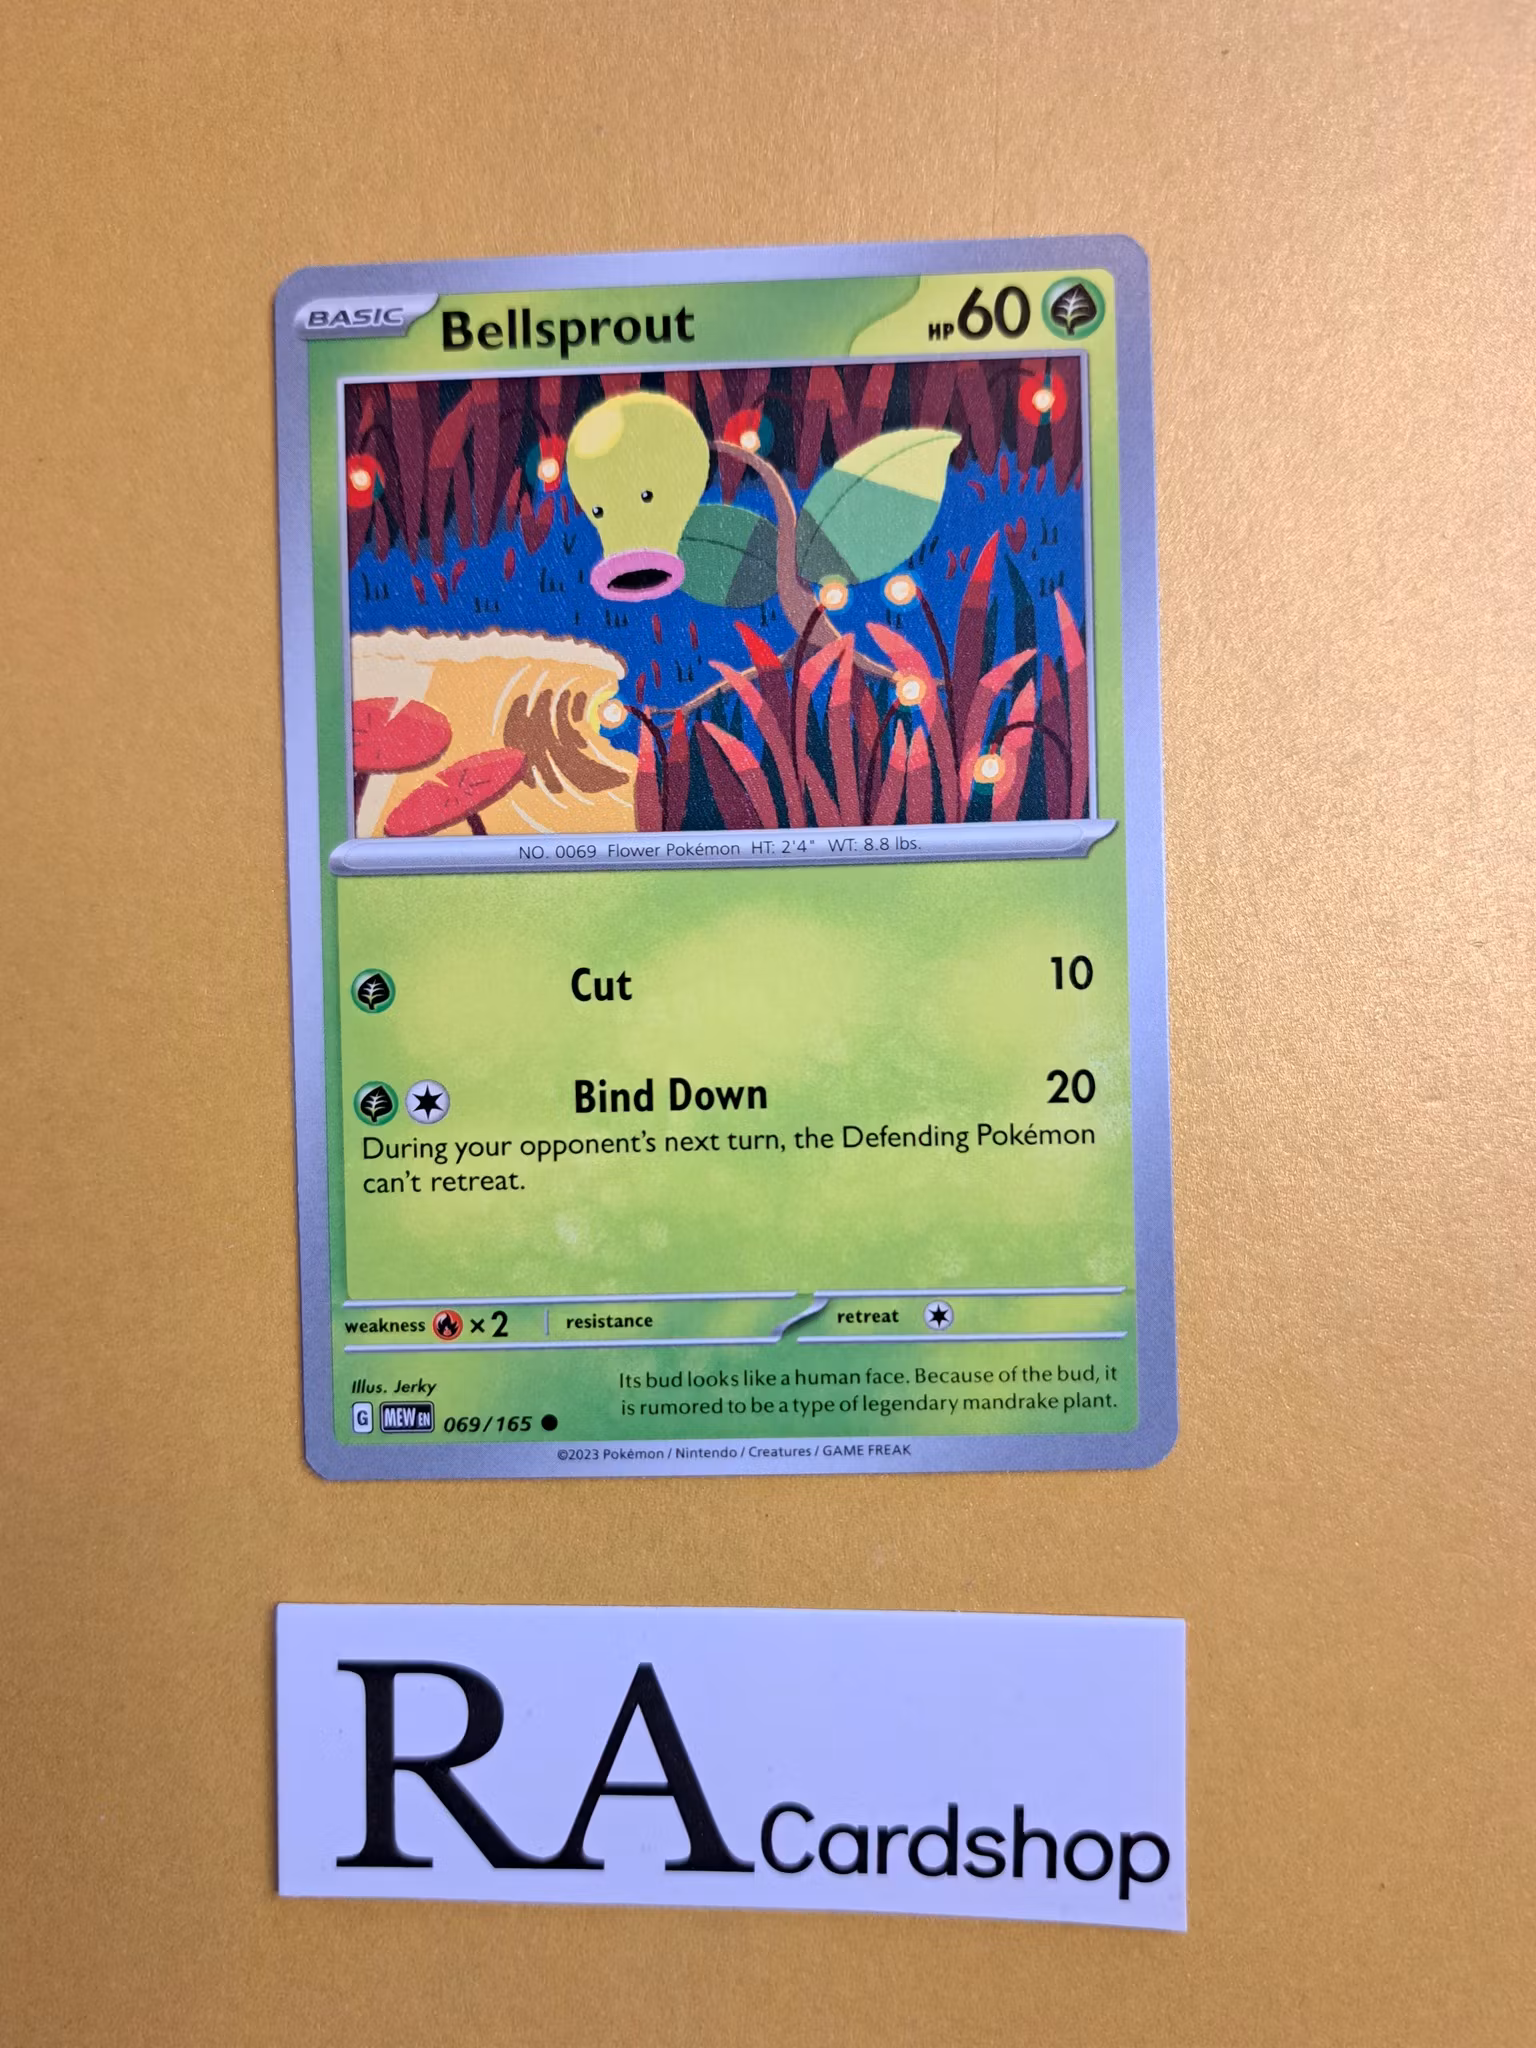 BASIC Bellsprout HP 60
NO. 0069 Flower Pokémon HT: 2'4" WT: 8.8 lbs.
Cut 10
Bind Down 20
During your opponent's next turn, the Defending Pokémon
can't retreat.
weakness ×2 resistance retreat
Illus. Jerky
Its bud looks like a human face. Because of the bud, it
is rumored to be a type of legendary mandrake plant.
G MEW EN 069/165
©2023 Pokémon / Nintendo / Creatures / GAME FREAK
RA Cardshop